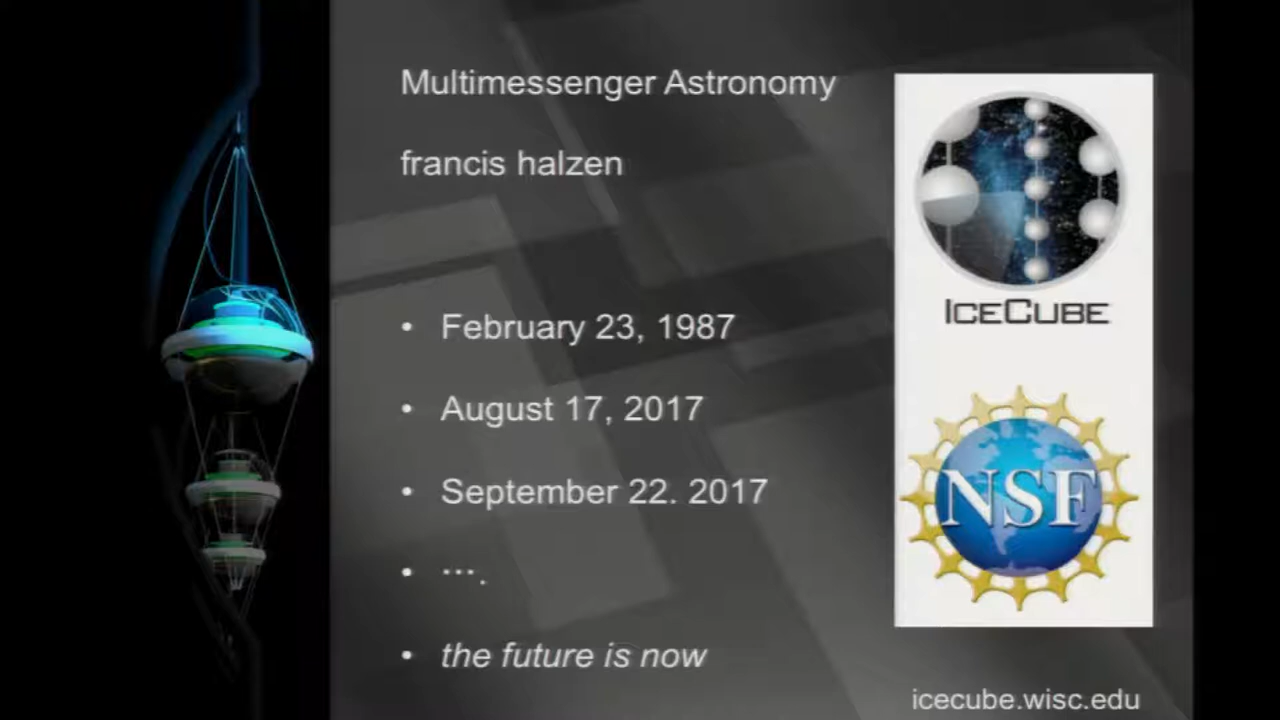 Multimessenger Astronomy
francis halzen
• February 23, 1987
• August 17, 2017
• September 22. 2017
• ….
• the future is now
ICECUBE
NSF
icecube.wisc.edu